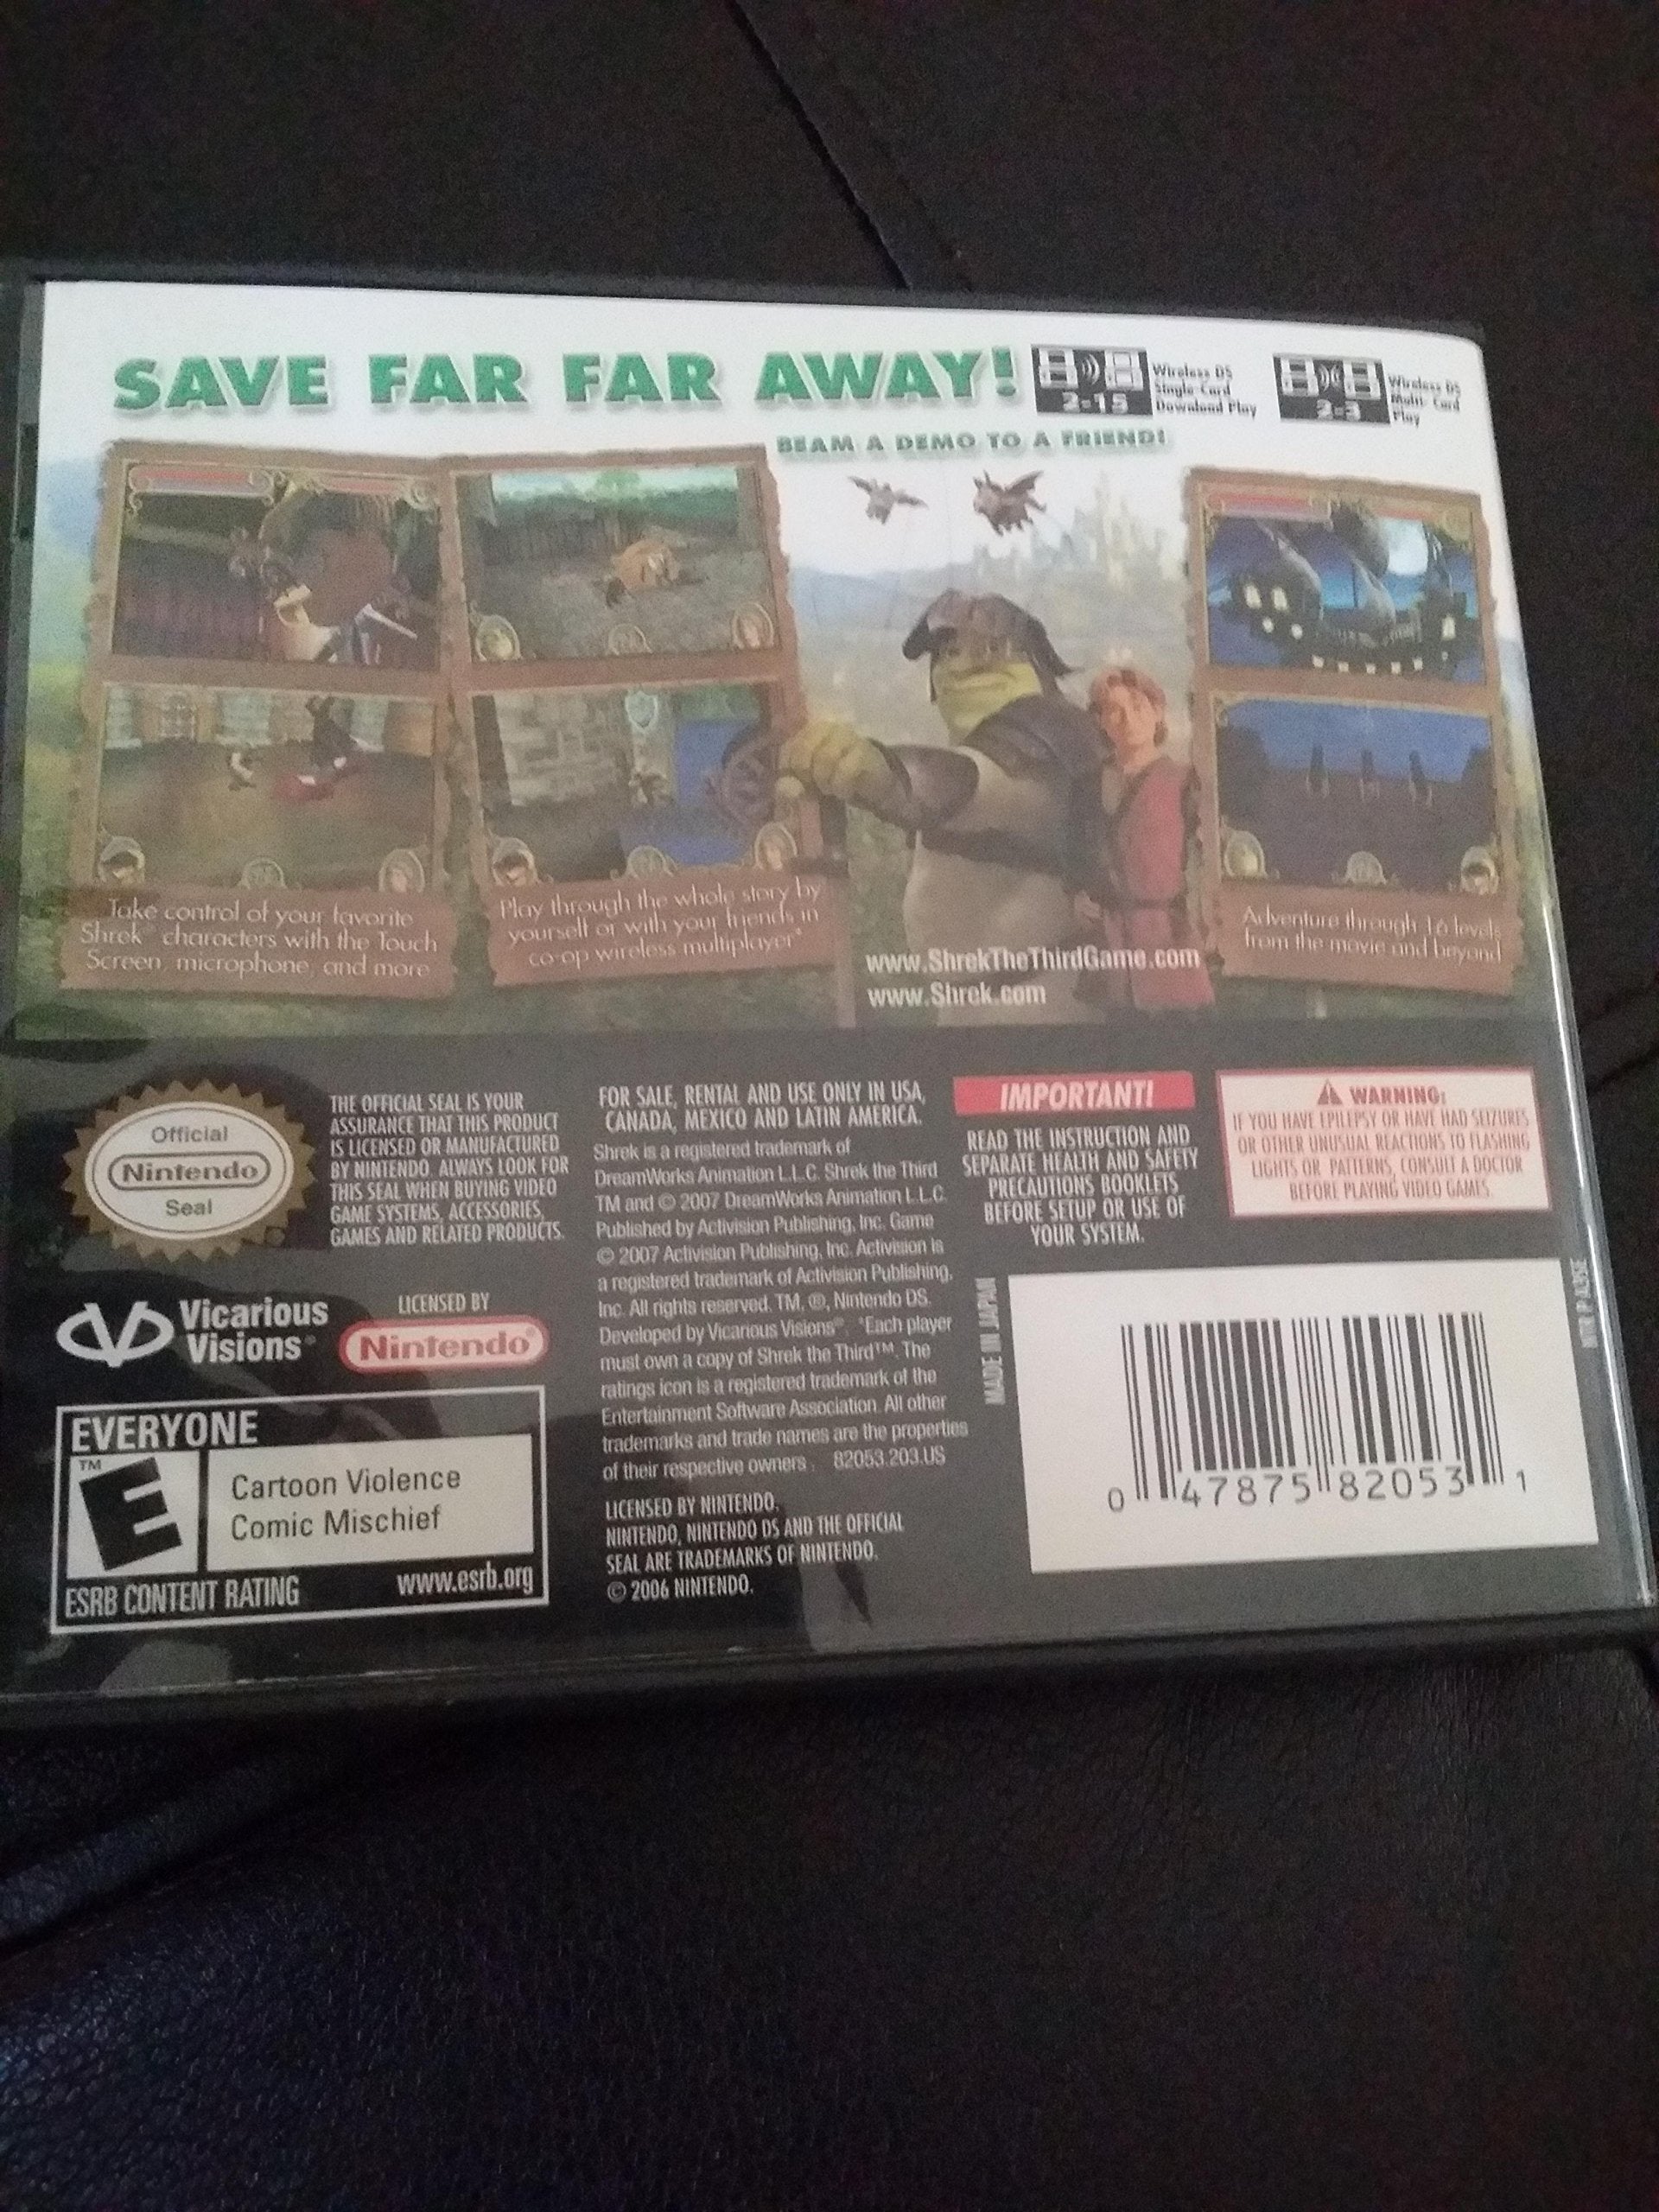 SAVE FAR FAR AWAY!
2-15
Wireless DS
Single-Card
Download Play
2-3
Wireless DS
Multi-Card
Play
BEAM A DEMO TO A FRIEND!
Take control of your favorite
Shrek® characters with the Touch
Screen, microphone, and more
Play through the whole story by
yourself or with your friends in
co-op wireless multiplayer*
www.ShrekTheThirdGame.com
www.Shrek.com
Adventure through 16 levels
from the movie and beyond
Official
Nintendo
Seal
THE OFFICIAL SEAL IS YOUR
ASSURANCE THAT THIS PRODUCT
IS LICENSED OR MANUFACTURED
BY NINTENDO. ALWAYS LOOK FOR
THIS SEAL WHEN BUYING VIDEO
GAME SYSTEMS, ACCESSORIES,
GAMES AND RELATED PRODUCTS.
Vicarious
Visions®
LICENSED BY
Nintendo®
EVERYONE
TM
E
Cartoon Violence
Comic Mischief
ESRB CONTENT RATING
www.esrb.org
FOR SALE, RENTAL AND USE ONLY IN USA,
CANADA, MEXICO AND LATIN AMERICA.
Shrek is a registered trademark of
DreamWorks Animation L.L.C. Shrek the Third
TM and © 2007 DreamWorks Animation L.L.C.
Published by Activision Publishing, Inc. Game
© 2007 Activision Publishing, Inc. Activision is
a registered trademark of Activision Publishing,
Inc. All rights reserved. TM, ®, Nintendo DS.
Developed by Vicarious Visions®. *Each player
must own a copy of Shrek the Third™. The
ratings icon is a registered trademark of the
Entertainment Software Association. All other
trademarks and trade names are the properties
of their respective owners. 82053.203.US
LICENSED BY NINTENDO.
NINTENDO, NINTENDO DS AND THE OFFICIAL
SEAL ARE TRADEMARKS OF NINTENDO.
© 2006 NINTENDO.
IMPORTANT!
READ THE INSTRUCTION AND
SEPARATE HEALTH AND SAFETY
PRECAUTIONS BOOKLETS
BEFORE SETUP OR USE OF
YOUR SYSTEM.
WARNING:
IF YOU HAVE EPILEPSY OR HAVE HAD SEIZURES
OR OTHER UNUSUAL REACTIONS TO FLASHING
LIGHTS OR PATTERNS, CONSULT A DOCTOR
BEFORE PLAYING VIDEO GAMES.
MADE IN JAPAN
0 47875 82053 1